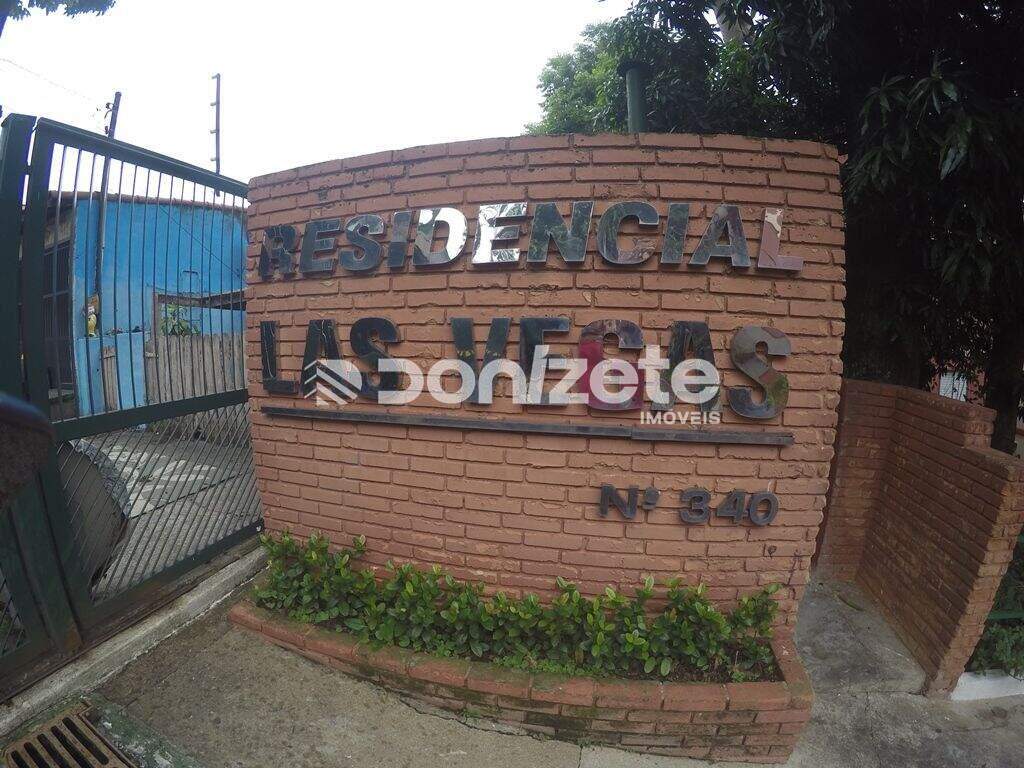 RESIDENCIAL
LAS VEGAS
Donizete
IMÓVEIS
Nº 340